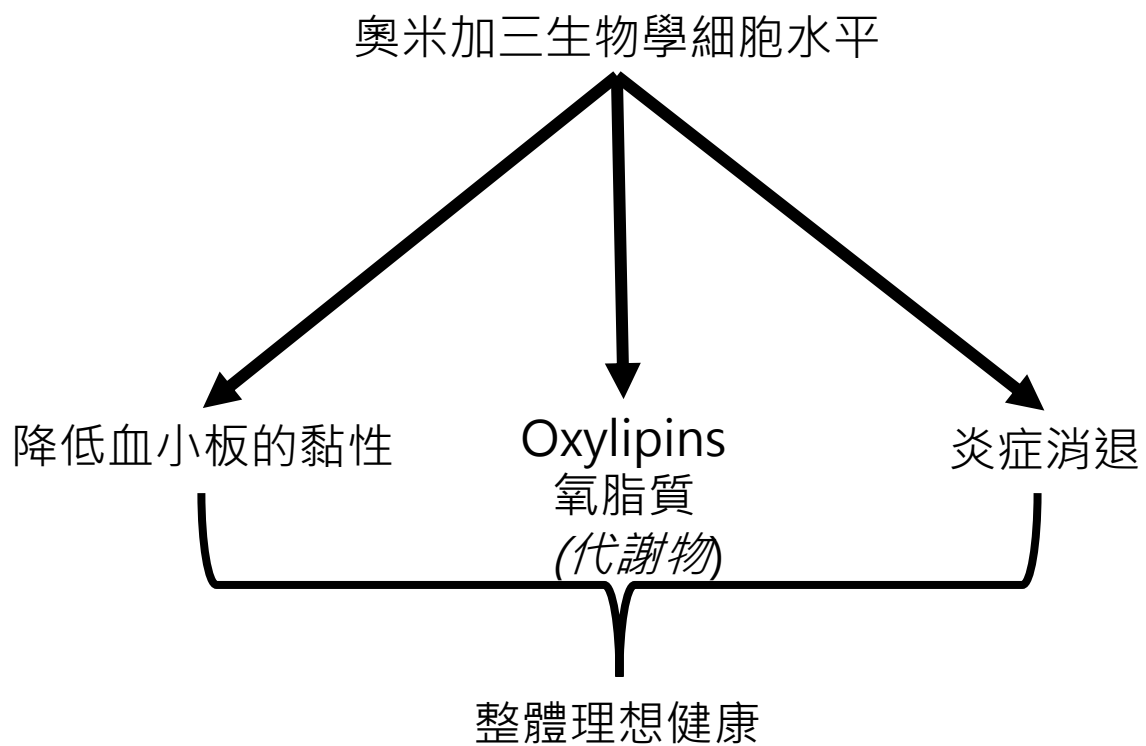 奧米加三生物學細胞水平
降低血小板的黏性
Oxylipins
氧脂質
(代謝物)
炎症消退
整體理想健康